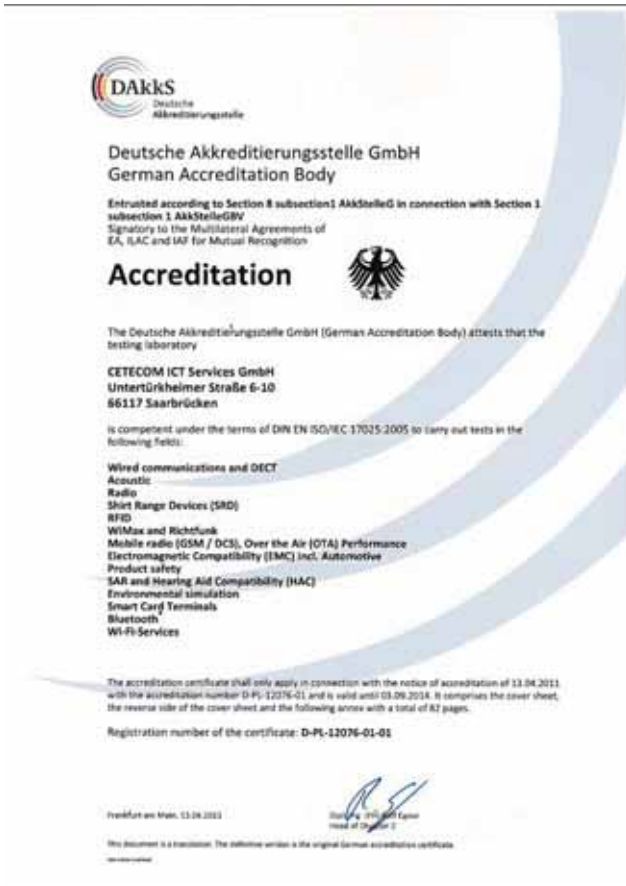 DAkkS
Deutsche
Akkreditierungsstelle
Deutsche Akkreditierungsstelle GmbH
German Accreditation Body
Entrusted according to Section 8 subsection1 AkkStelleG in connection with Section 1
subsection 1 AkkStelleGBV
Signatory to the Multilateral Agreements of
EA, ILAC and IAF for Mutual Recognition
Accreditation
The Deutsche Akkreditierungsstelle GmbH (German Accreditation Body) attests that the
testing laboratory
CETECOM ICT Services GmbH
Untertürkheimer Straße 6-10
66117 Saarbrücken
is competent under the terms of DIN EN ISO/IEC 17025:2005 to carry out tests in the
following fields:
Wired communications and DECT
Acoustic
Radio
Shirt Range Devices (SRD)
RFID
WiMax and Richtfunk
Mobile radio (GSM / DCS), Over the Air (OTA) Performance
Electromagnetic Compatibility (EMC) incl. Automotive
Product safety
SAR and Hearing Aid Compatibility (HAC)
Environmental simulation
Smart Card Terminals
Bluetooth
Wi-Fi-Services
The accreditation certificate shall only apply in connection with the notice of accreditation of 13.04.2011
with the accreditation number D-PL-12076-01 and is valid until 03.09.2014. It comprises the cover sheet,
the reverse side of the cover sheet and the following annex with a total of 82 pages.
Registration number of the certificate: D-PL-12076-01-01
Frankfurt am Main, 13.04.2011
Egner
Head of Division 2
This document is a translation. The definitive version is the original German accreditation certificate.